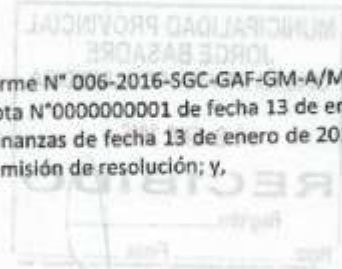 MUNICIPALIDAD PROVINCIAL
JORGE BASADRE
rme N° 006-2016-SGC-GAF-GM-A/M
ota N°0000000001 de fecha 13 de en
nanzas de fecha 13 de enero de 20
misión de resolución; y,
RECIBIDO